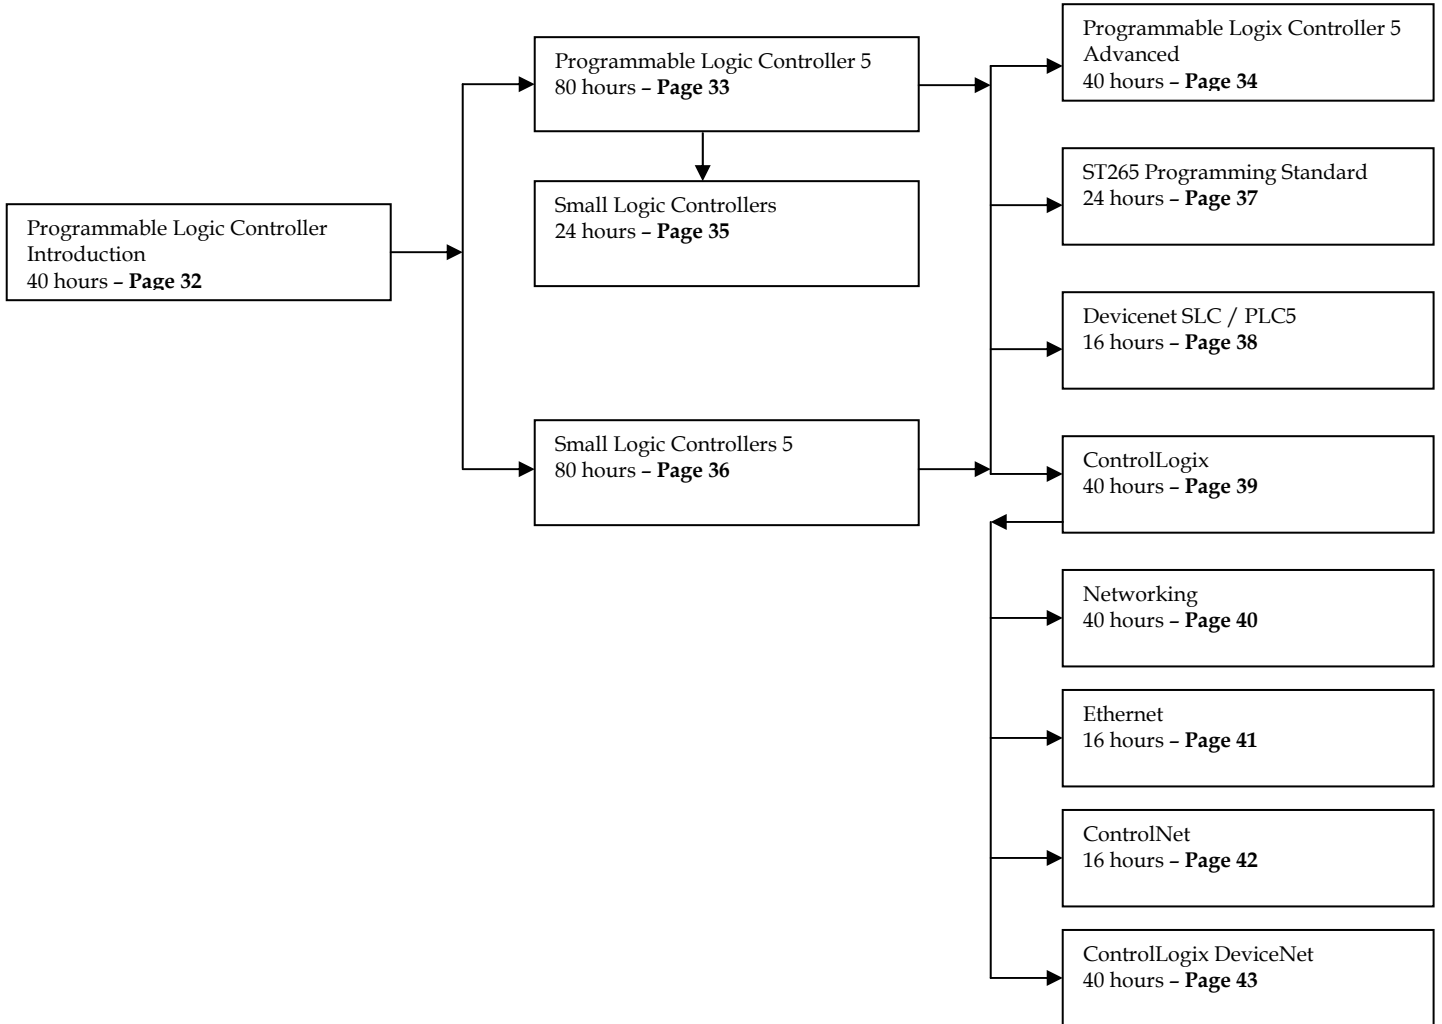 Programmable Logic Controller
Introduction
40 hours – Page 32
Programmable Logic Controller 5
80 hours – Page 33
Small Logic Controllers
24 hours – Page 35
Small Logic Controllers 5
80 hours – Page 36
Programmable Logix Controller 5
Advanced
40 hours – Page 34
ST265 Programming Standard
24 hours – Page 37
Devicenet SLC / PLC5
16 hours – Page 38
ControlLogix
40 hours – Page 39
Networking
40 hours – Page 40
Ethernet
16 hours – Page 41
ControlNet
16 hours – Page 42
ControlLogix DeviceNet
40 hours – Page 43